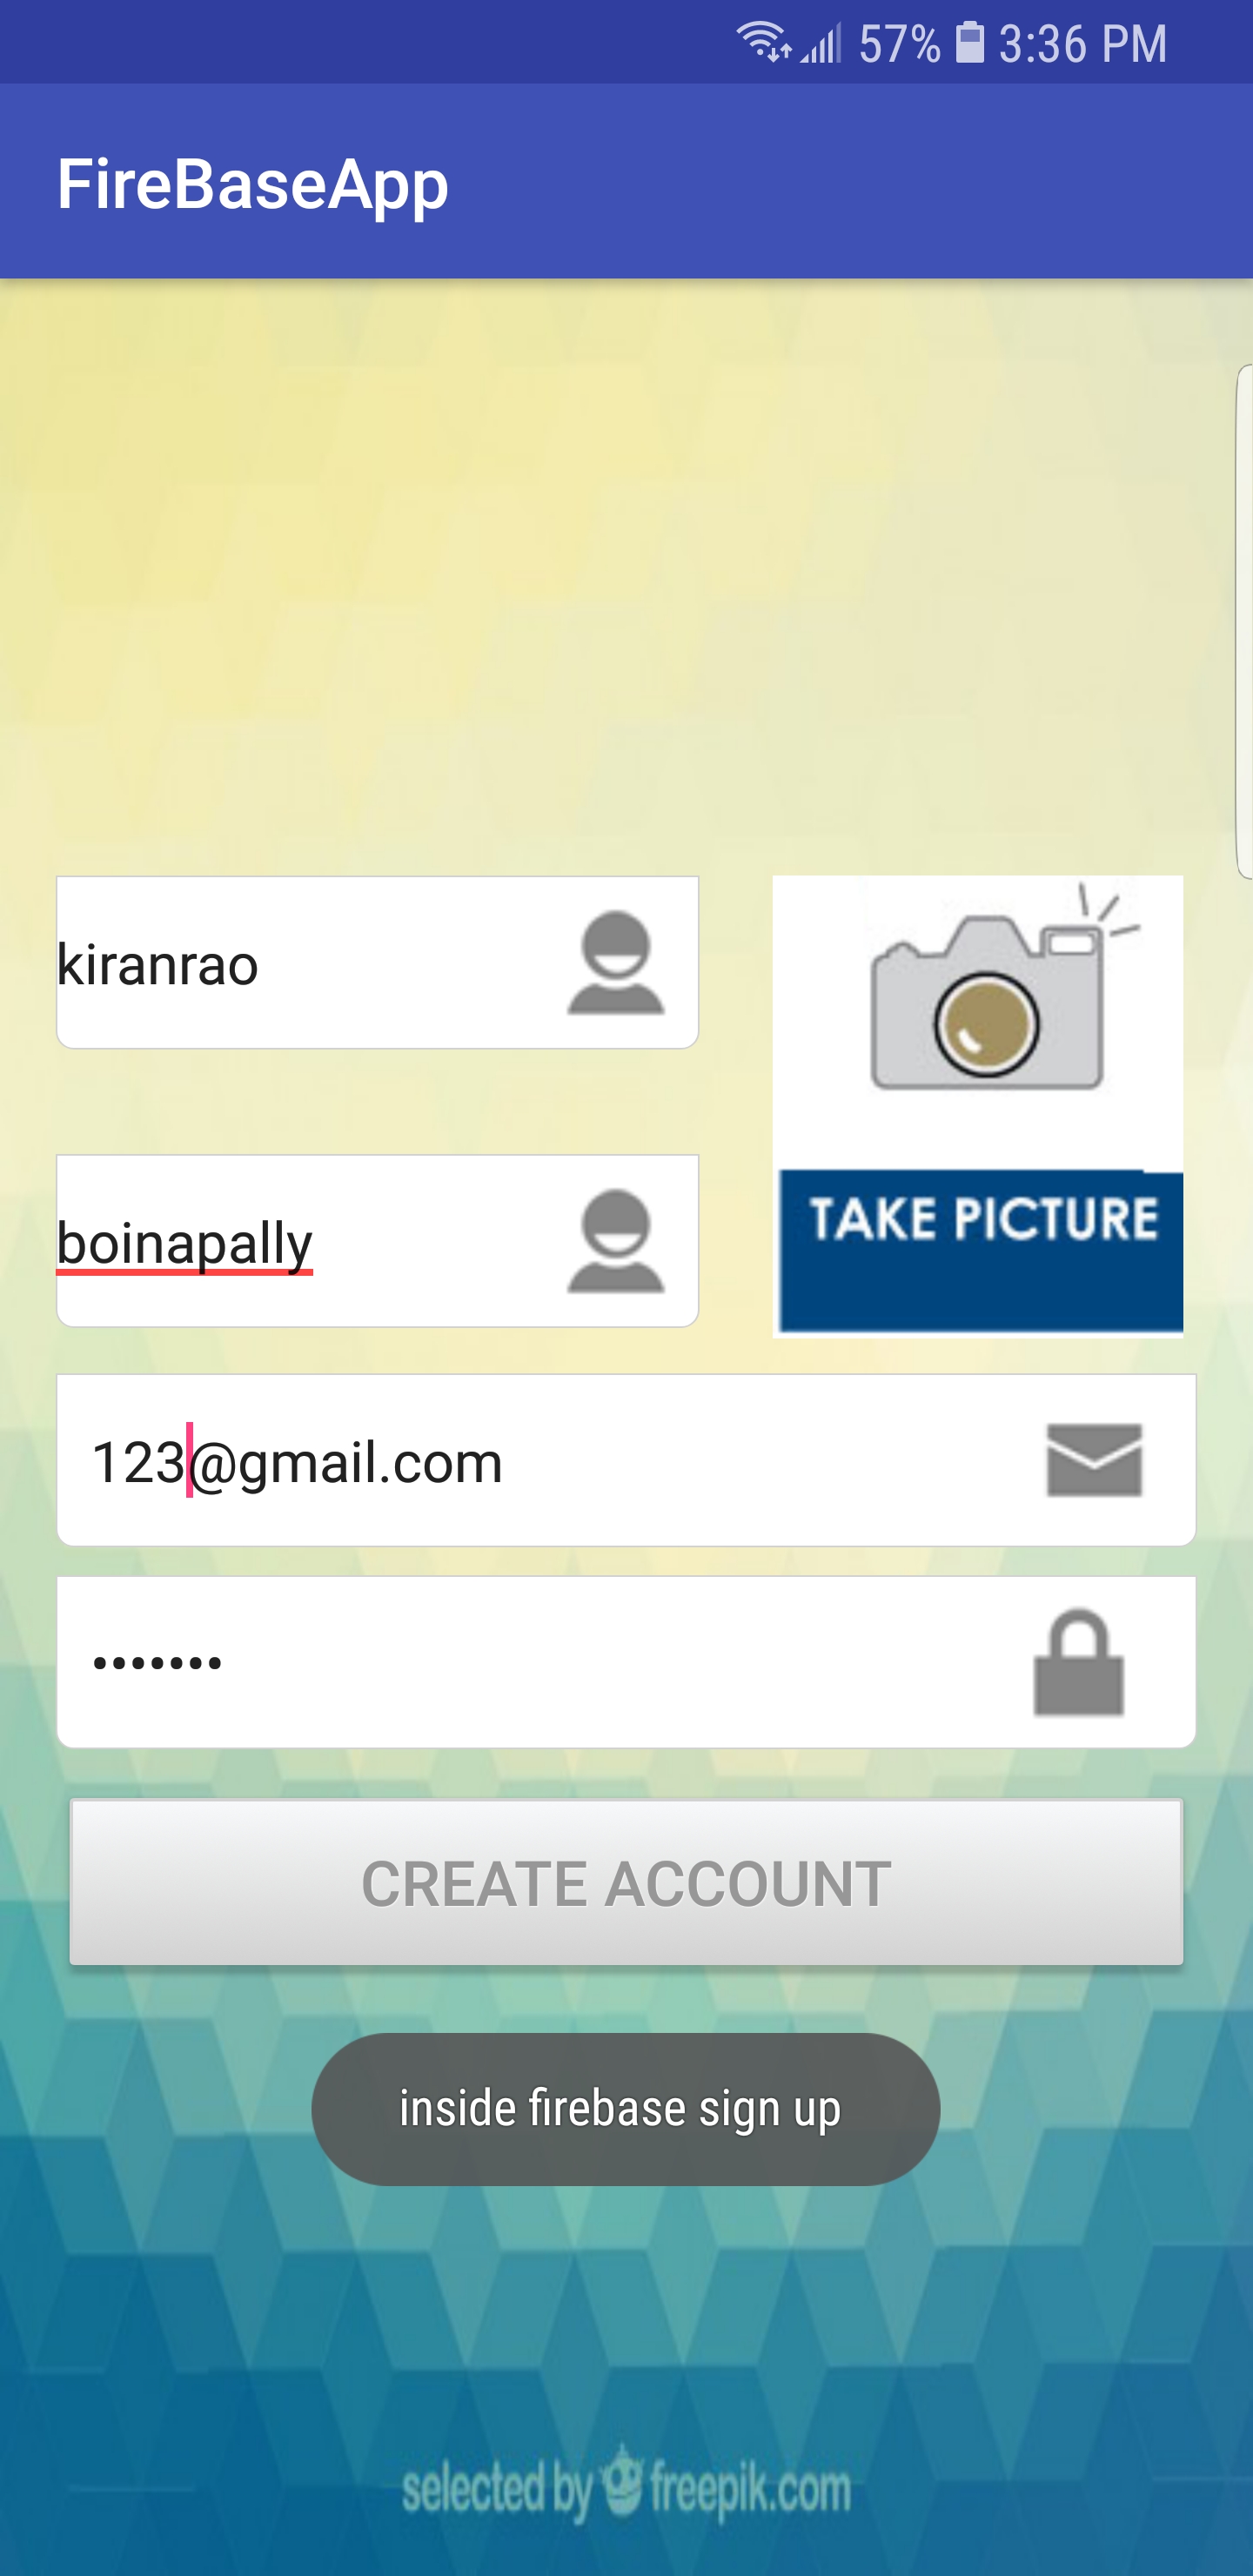 57% 3:36 PM
FireBaseApp
kiranrao
boinapally
TAKE PICTURE
123@gmail.com
•••••••
CREATE ACCOUNT
inside firebase sign up
selected by freepik.com